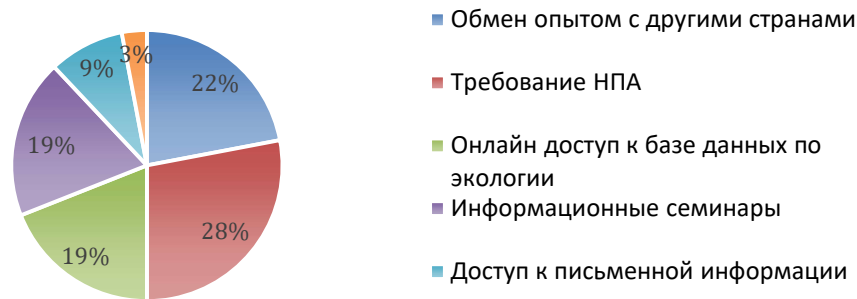 3%
9%
22%
19%
28%
19%
Обмен опытом с другими странами
Требование НПА
Онлайн доступ к базе данных по
экологии
Информационные семинары
Доступ к письменной информации